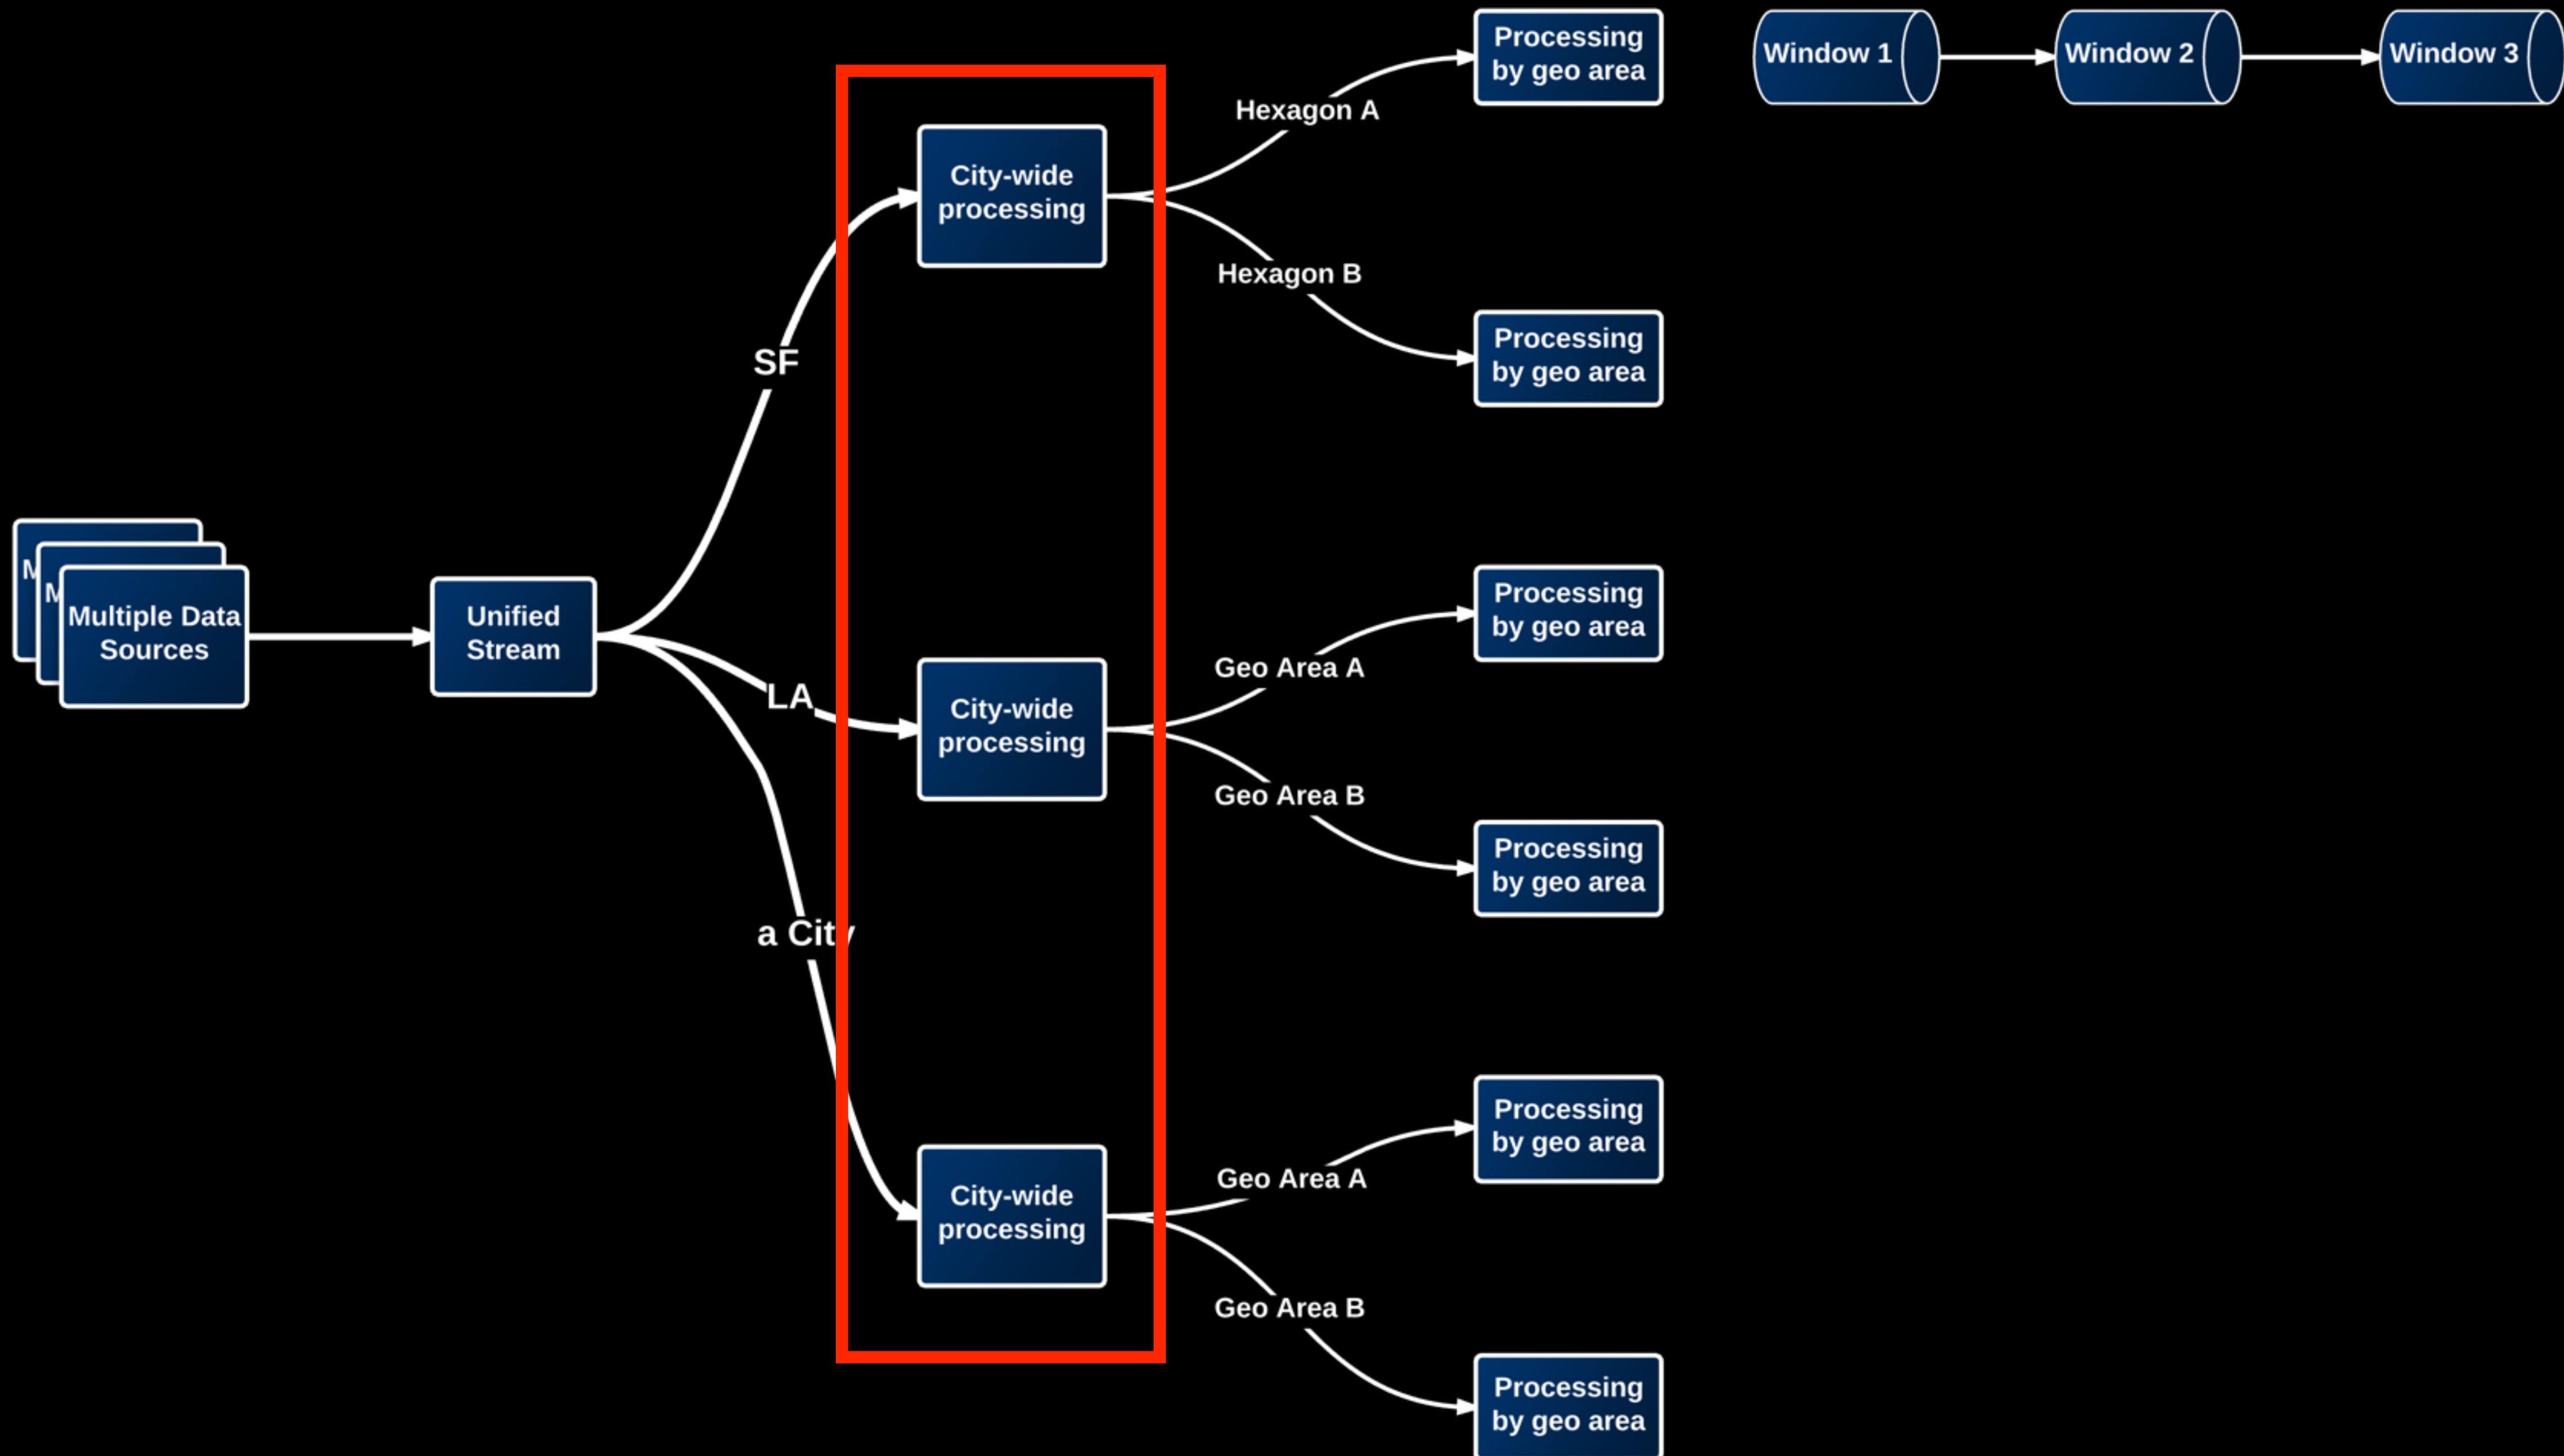 Processing
by geo area
Window 1
Window 2
Window 3
Hexagon A
City-wide
processing
Hexagon B
Processing
by geo area
SF
M
M
Multiple Data
Sources
Unified
Stream
LA
City-wide
processing
Processing
by geo area
Geo Area A
Geo Area B
Processing
by geo area
a City
Processing
by geo area
Geo Area A
City-wide
processing
Geo Area B
Processing
by geo area